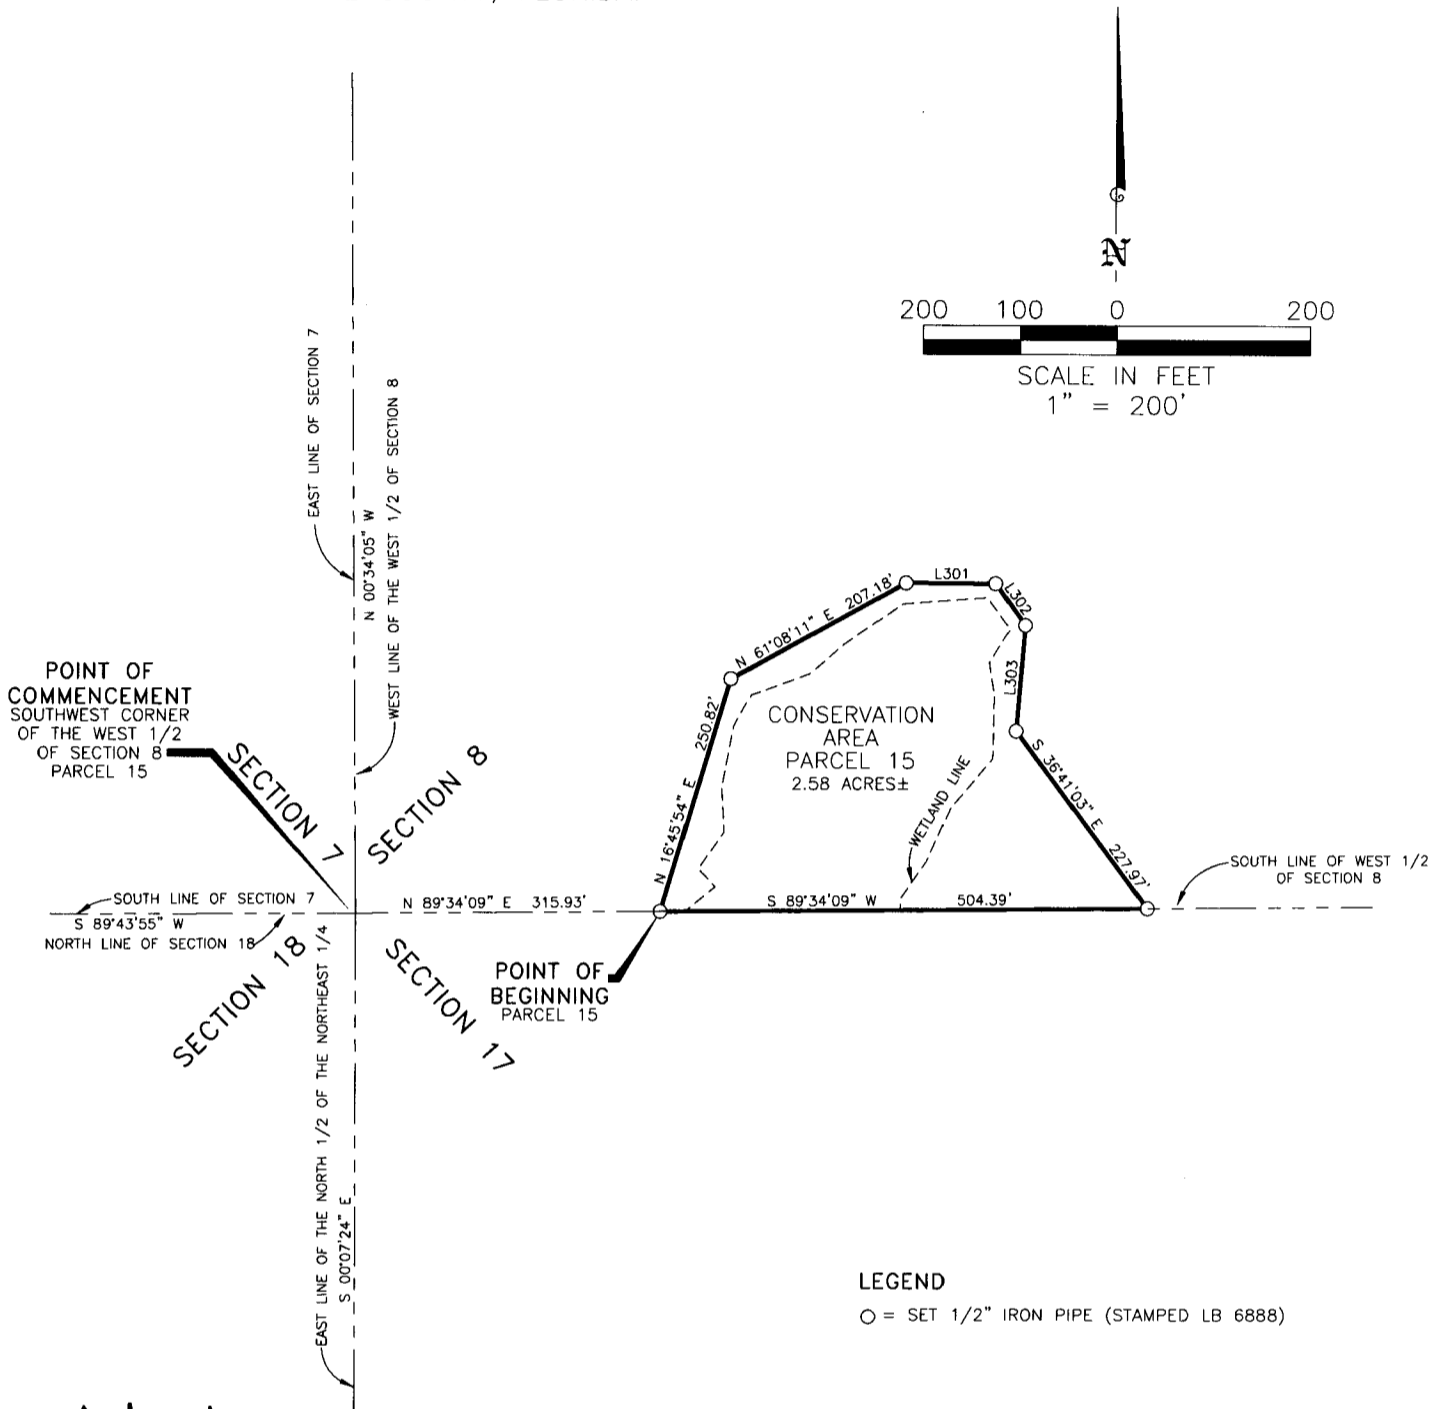 N
200 100 0 200
SCALE IN FEET
1" = 200'
EAST LINE OF SECTION 7
N 00°34'05" W
WEST LINE OF THE WEST 1/2 OF SECTION 8
POINT OF
COMMENCEMENT
SOUTHWEST CORNER
OF THE WEST 1/2
OF SECTION 8
PARCEL 15
SECTION 7
SECTION 8
N 16°45'54" E 250.82'
N 61°08'11" E 207.18'
L301
L302
L303
S 36°41'03" E 227.97'
CONSERVATION
AREA
PARCEL 15
2.58 ACRES±
WETLAND LINE
SOUTH LINE OF WEST 1/2
OF SECTION 8
SOUTH LINE OF SECTION 7
S 89°43'55" W
NORTH LINE OF SECTION 18
N 89°34'09" E 315.93'
S 89°34'09" W 504.39'
SECTION 18
SECTION 17
POINT OF
BEGINNING
PARCEL 15
EAST LINE OF THE NORTH 1/2 OF THE NORTHEAST 1/4
S 00°07'24" E
LEGEND
O = SET 1/2" IRON PIPE (STAMPED LB 6888)